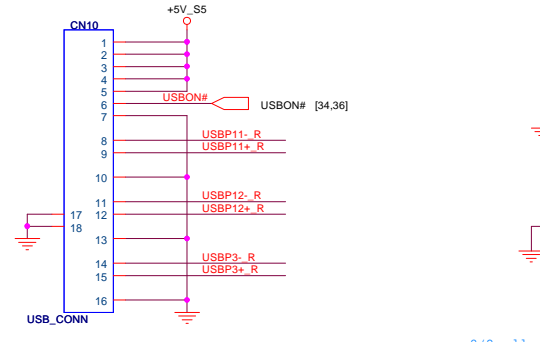 +5V_S5
CN10
1
2
3
4
5
USBON#
6
USBON# [34,36]
7
USBP11-_R
8
USBP11+_R
9
10
USBP12-_R
11
USBP12+_R
17 12
18
13
USBP3-_R
14
USBP3+_R
15
16
USB_CONN